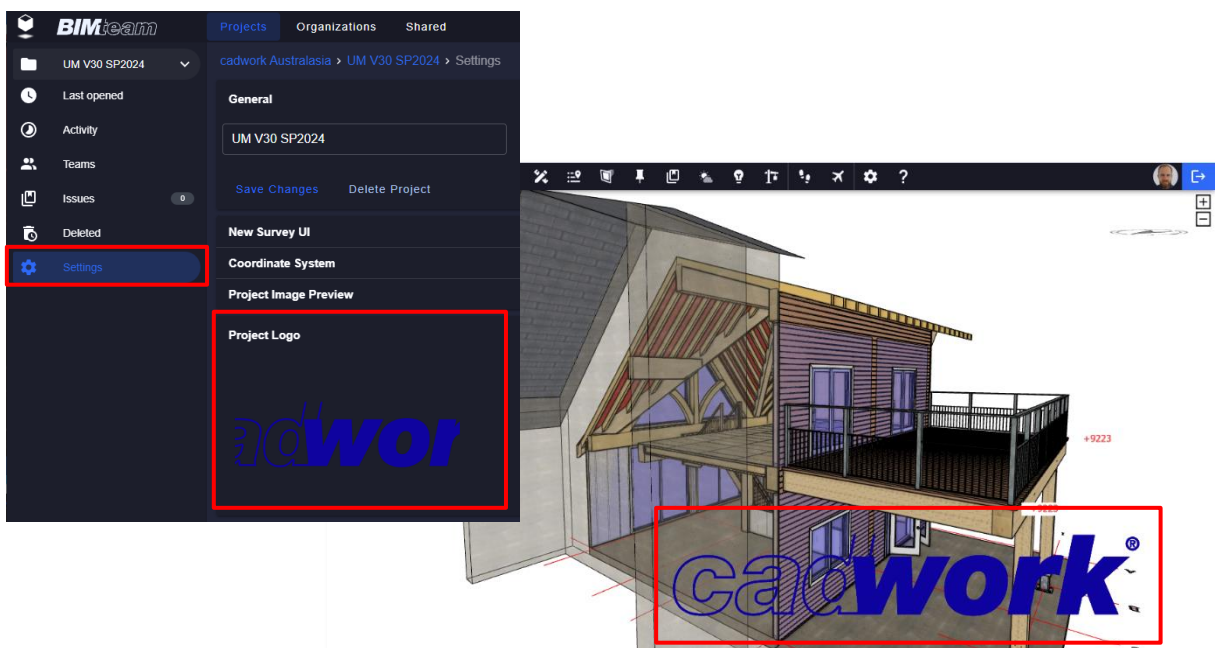 BIMteam
Projects Organizations Shared
UM V30 SP2024
cadwork Australasia › UM V30 SP2024 › Settings
Last opened
General
Activity
UM V30 SP2024
Teams
Save Changes Delete Project
Issues 0
Deleted
New Survey UI
Settings
Coordinate System
Project Image Preview
Project Logo
adwor
?
+
−
+9223
+9223
cadwork®